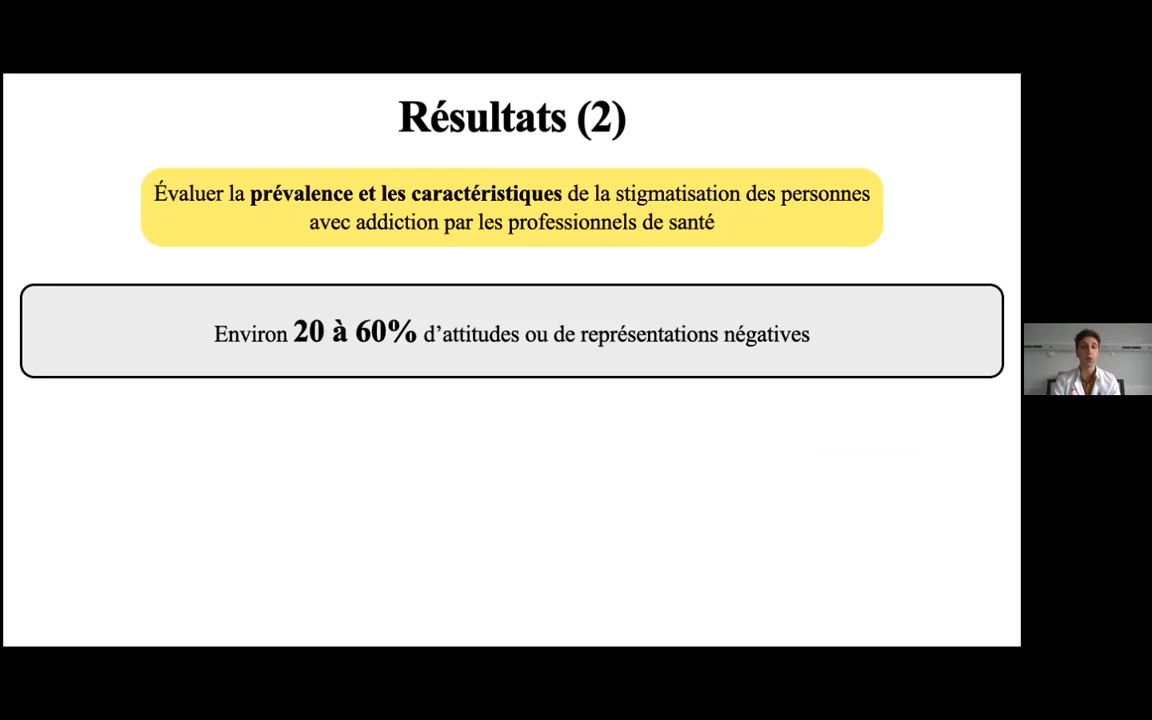 Résultats (2)
Évaluer la prévalence et les caractéristiques de la stigmatisation des personnes
avec addiction par les professionnels de santé
Environ 20 à 60% d’attitudes ou de représentations négatives